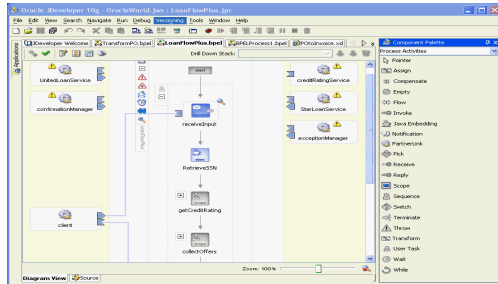 Oracle JDeveloper 10g - OracleWorld.jws : LoanFlowPlus.jpr
File Edit View Search Navigate Run Debug Versioning Tools Window Help
JDeveloper Welcome TransformPO.bpel LoanFlowPlus.bpel BPELProcess1.bpel POtoInvoice.xsl
Drill Down Stack:
Applications
Component Palette
Process Activities
Pointer
Assign
Compensate
Empty
Flow
Invoke
Java Embedding
Notification
PartnerLink
Pick
Receive
Reply
Scope
Sequence
Switch
Terminate
Throw
Transform
User Task
Wait
While
start
UnitedLoanService
creditRatingService
confirmationManager
StarLoanService
receiveInput
exceptionManager
RetrieveSSN
getCreditRating
client
collectOffers
Zoom: 100%
Diagram View Source